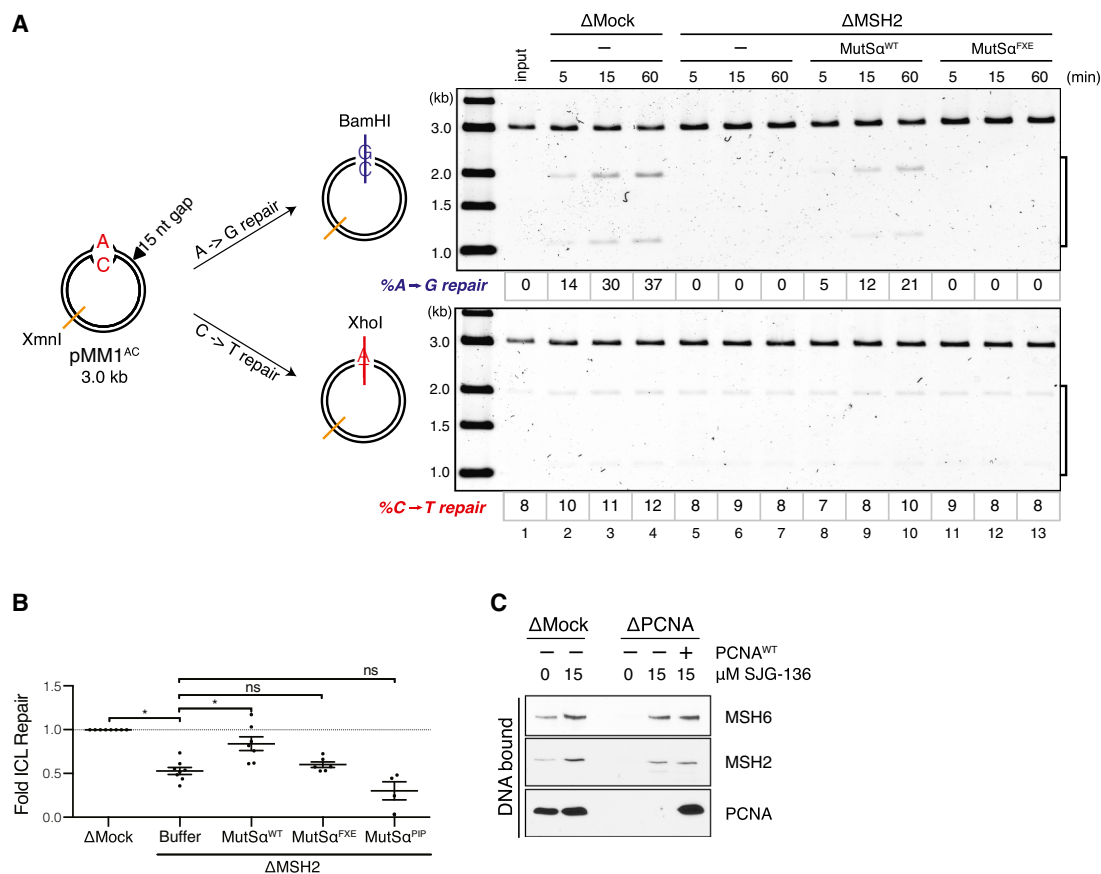 A
ΔMock
ΔMSH2
– – MutSα^WT MutSα^FXE
input 5 15 60 5 15 60 5 15 60 5 15 60 (min)
(kb)
3.0
2.0
1.5
1.0
BamHI
G
C
A -> G repair
15 nt gap
A
C
XmnI
pMM1^AC
3.0 kb
C -> T repair
XhoI
A
T
%A→G repair 0 14 30 37 0 0 0 5 12 21 0 0 0
(kb)
3.0
2.0
1.5
1.0
%C→T repair 8 10 11 12 8 9 8 7 8 10 9 8 8
1 2 3 4 5 6 7 8 9 10 11 12 13
B
Fold ICL Repair
1.5
1.0
0.5
0.0
*
*
ns
ns
ΔMock Buffer MutSα^WT MutSα^FXE MutSα^PIP
ΔMSH2
C
ΔMock ΔPCNA
– – – – + PCNA^WT
0 15 0 15 15 μM SJG-136
DNA bound
MSH6
MSH2
PCNA